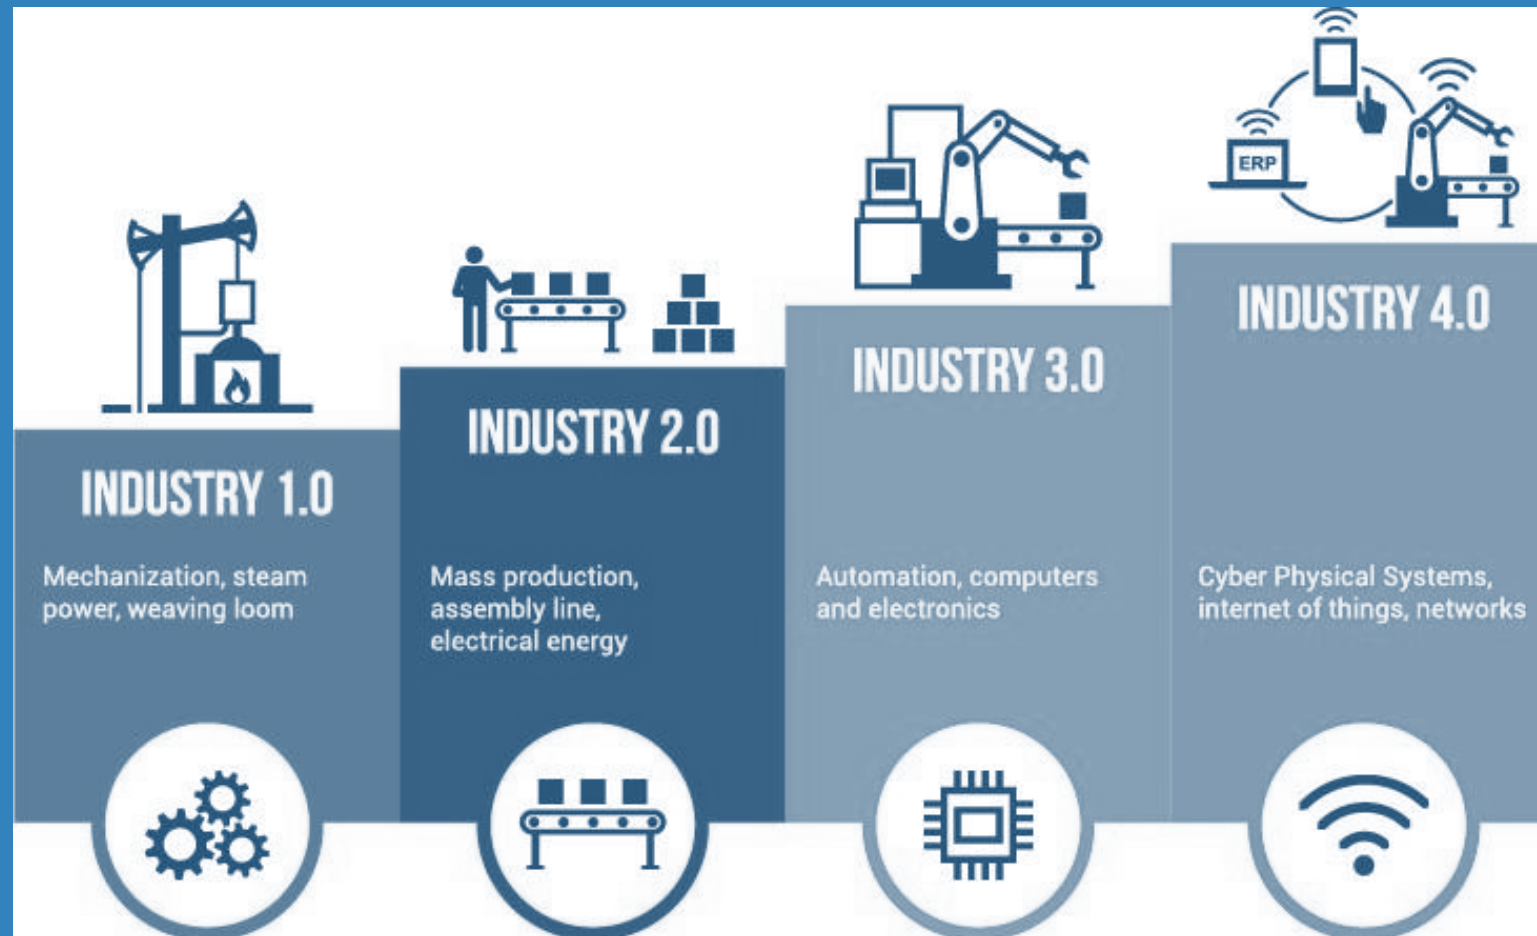 ERP
INDUSTRY 1.0
Mechanization, steam
power, weaving loom
INDUSTRY 2.0
Mass production,
assembly line,
electrical energy
INDUSTRY 3.0
Automation, computers
and electronics
INDUSTRY 4.0
Cyber Physical Systems,
internet of things, networks